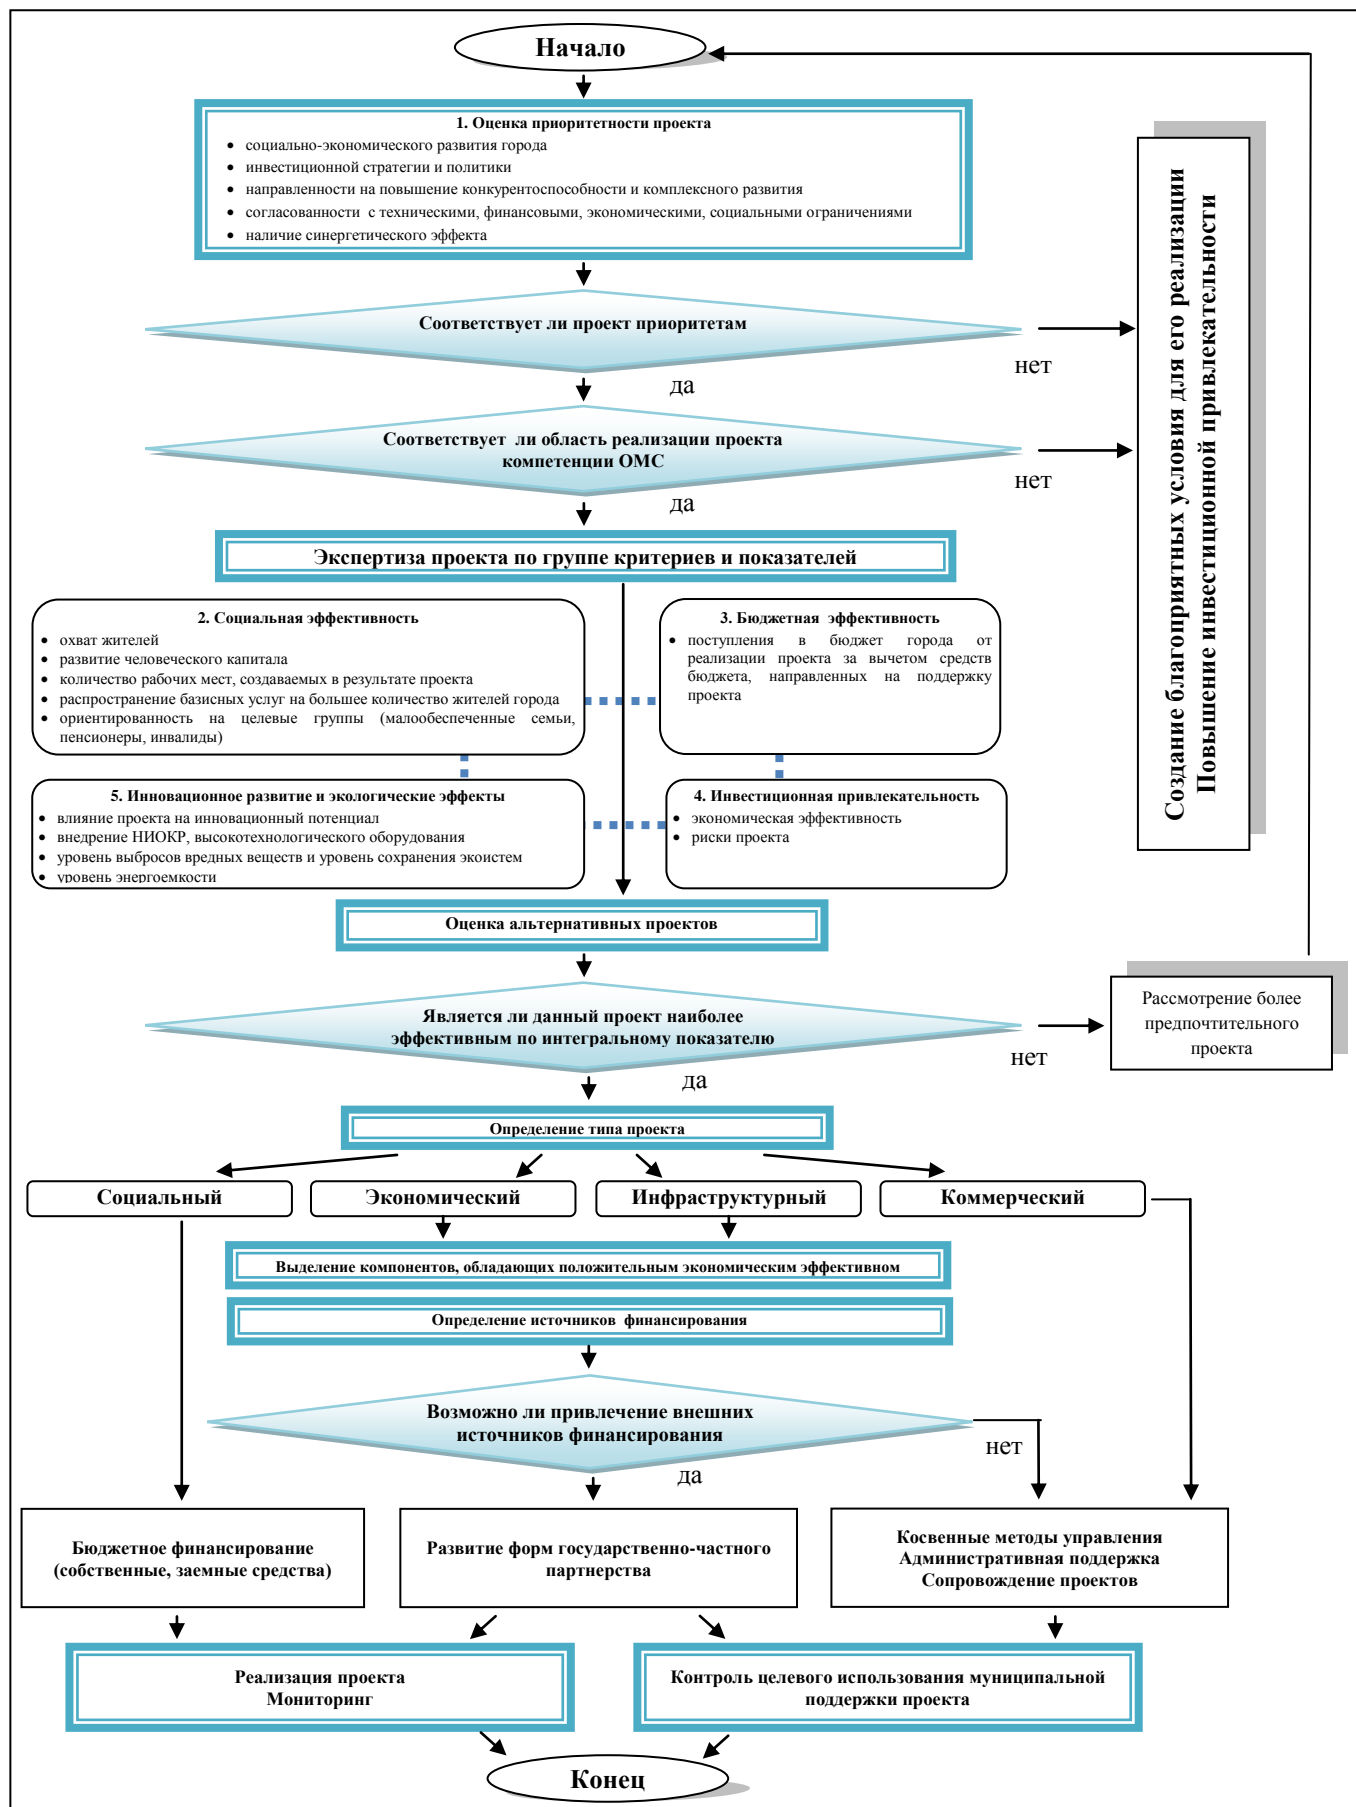 Начало
1. Оценка приоритетности проекта
• социально-экономического развития города
• инвестиционной стратегии и политики
• направленности на повышение конкурентоспособности и комплексного развития
• согласованности с техническими, финансовыми, экономическими, социальными ограничениями
• наличие синергетического эффекта
Соответствует ли проект приоритетам
нет
да
Соответствует ли область реализации проекта
компетенции ОМС
нет
да
Создание благоприятных условия для его реализации
Повышение инвестиционной привлекательности
Экспертиза проекта по группе критериев и показателей
2. Социальная эффективность
• охват жителей
• развитие человеческого капитала
• количество рабочих мест, создаваемых в результате проекта
• распространение базисных услуг на большее количество жителей города
• ориентированность на целевые группы (малообеспеченные семьи,
пенсионеры, инвалиды)
3. Бюджетная эффективность
• поступления в бюджет города от
реализации проекта за вычетом средств
бюджета, направленных на поддержку
проекта
5. Инновационное развитие и экологические эффекты
• влияние проекта на инновационный потенциал
• внедрение НИОКР, высокотехнологического оборудования
• уровень выбросов вредных веществ и уровень сохранения экоистем
• уровень энергоемкости
4. Инвестиционная привлекательность
• экономическая эффективность
• риски проекта
Оценка альтернативных проектов
Является ли данный проект наиболее
эффективным по интегральному показателю
нет
да
Рассмотрение более
предпочтительного
проекта
Определение типа проекта
Социальный
Экономический
Инфраструктурный
Коммерческий
Выделение компонентов, обладающих положительным экономическим эффективном
Определение источников финансирования
Возможно ли привлечение внешних
источников финансирования
нет
да
Бюджетное финансирование
(собственные, заемные средства)
Развитие форм государственно-частного
партнерства
Косвенные методы управления
Административная поддержка
Сопровождение проектов
Реализация проекта
Мониторинг
Контроль целевого использования муниципальной
поддержки проекта
Конец